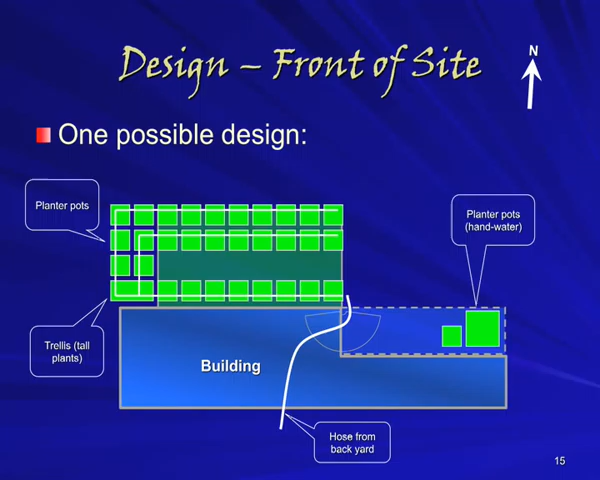 Design – Front of Site
N
One possible design:
Planter pots
Planter pots
(hand-water)
Trellis (tall
plants)
Building
Hose from
back yard
15